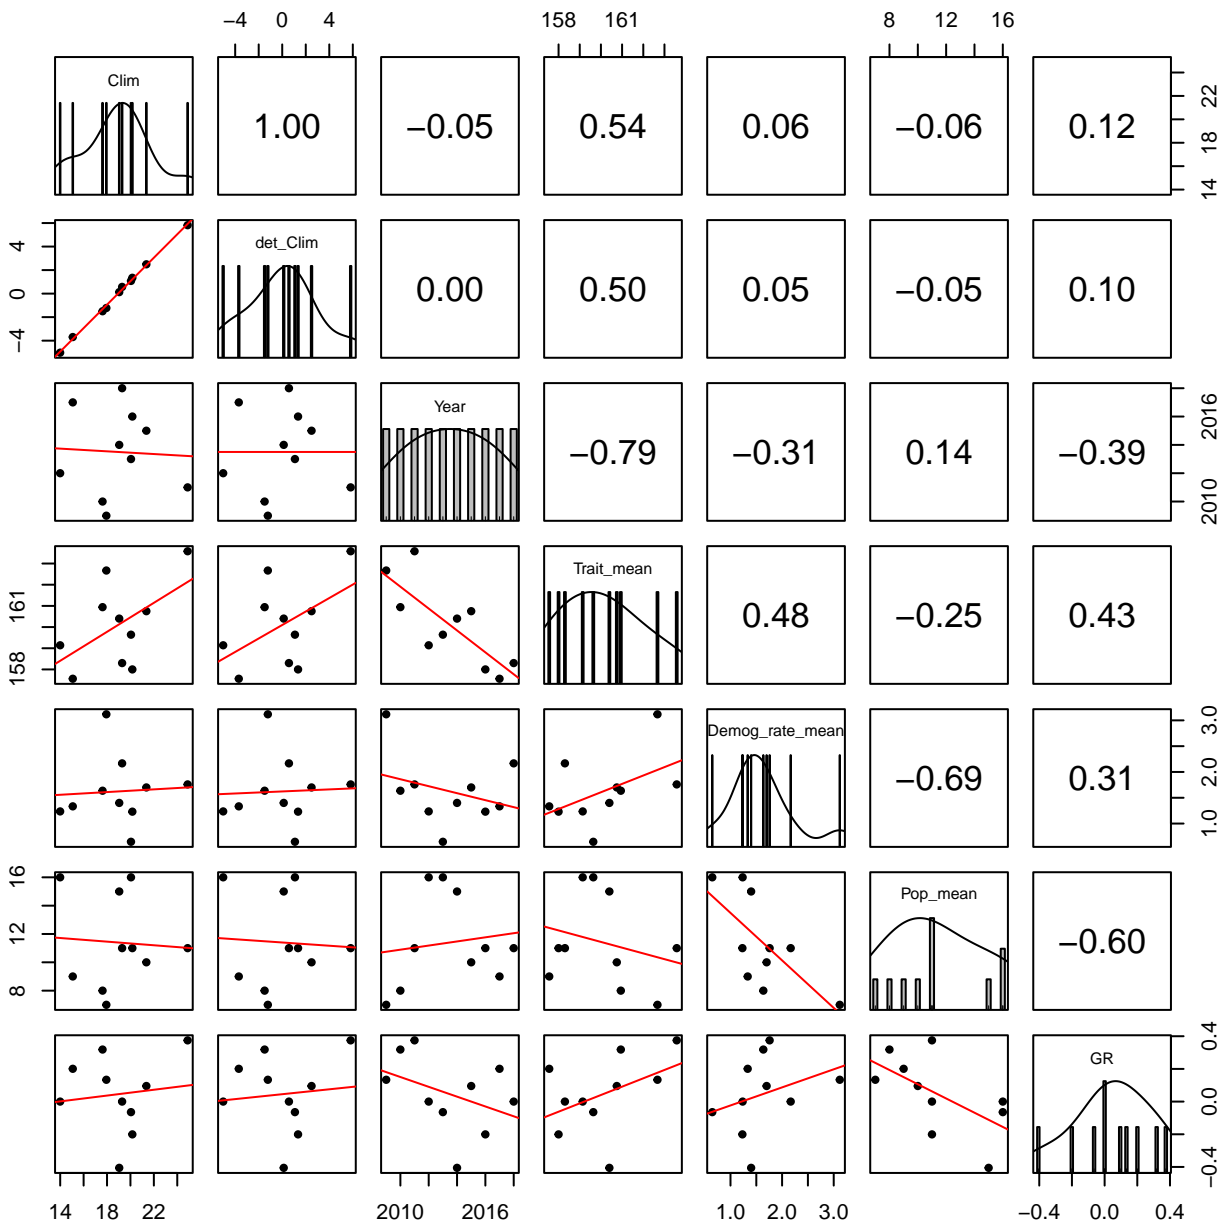 −4 0 4 158 161 8 12 16
Clim 1.00 −0.05 0.54 0.06 −0.06 0.12
14 18 22
−4 0 4
det_Clim 0.00 0.50 0.05 −0.05 0.10
Year −0.79 −0.31 0.14 −0.39
2010 2016
158 161
Trait_mean 0.48 −0.25 0.43
Demog_rate_mean −0.69 0.31
1.0 2.0 3.0
8 12 16
Pop_mean −0.60
GR
−0.4 0.0 0.4
14 18 22 2010 2016 1.0 2.0 3.0 −0.4 0.0 0.4